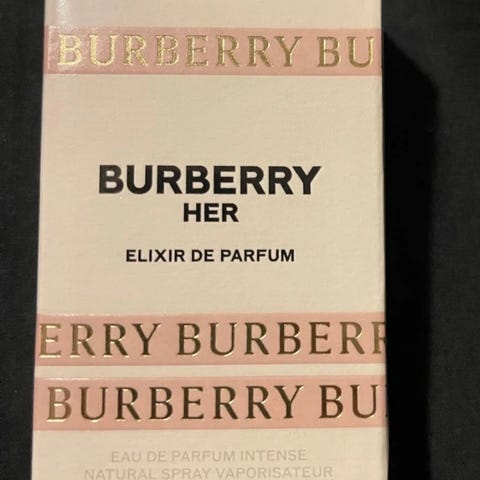 BURBERRY BU
BURBERRY
HER
ELIXIR DE PARFUM
ERRY BURBERR
BURBERRY BU
EAU DE PARFUM INTENSE
NATURAL SPRAY VAPORISATEUR